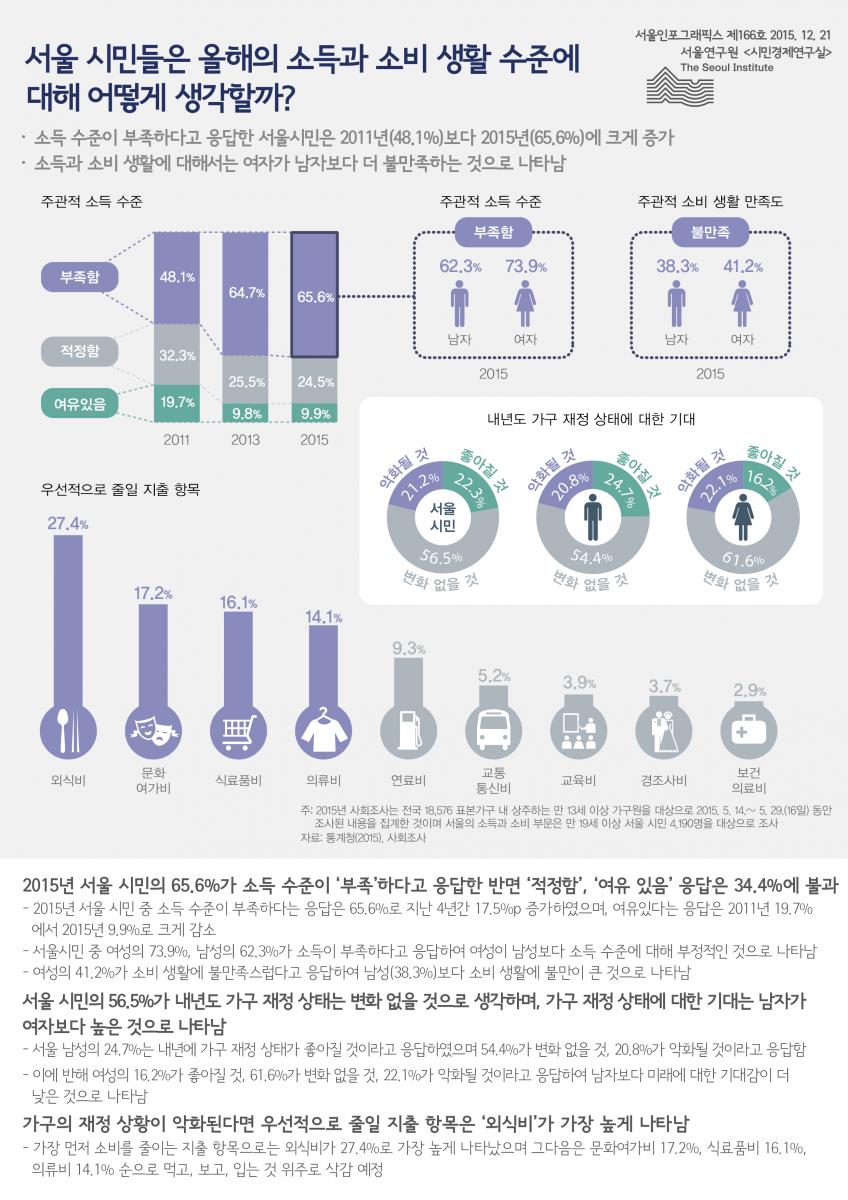 서울인포그래픽스 제166호 2015. 12. 21
서울연구원 <시민경제연구실>
The Seoul Institute
서울 시민들은 올해의 소득과 소비 생활 수준에
대해 어떻게 생각할까?
· 소득 수준이 부족하다고 응답한 서울시민은 2011년(48.1%)보다 2015년(65.6%)에 크게 증가
· 소득과 소비 생활에 대해서는 여자가 남자보다 더 불만족하는 것으로 나타남
주관적 소득 수준
부족함
적정함
여유있음
48.1%
32.3%
19.7%
2011
64.7%
25.5%
9.8%
2013
65.6%
24.5%
9.9%
2015
주관적 소득 수준
부족함
62.3% 73.9%
남자 여자
2015
주관적 소비 생활 만족도
불만족
38.3% 41.2%
남자 여자
2015
내년도 가구 재정 상태에 대한 기대
악화될 것 좋아질 것
21.2% 22.3%
서울
시민
56.5%
변화 없을 것
악화될 것 좋아질 것
20.8% 24.7%
54.4%
변화 없을 것
악화될 것 좋아질 것
22.1% 16.2%
61.6%
변화 없을 것
우선적으로 줄일 지출 항목
27.4%
외식비
17.2%
문화
여가비
16.1%
식료품비
14.1%
의류비
9.3%
연료비
5.2%
교통
통신비
3.9%
교육비
3.7%
경조사비
2.9%
보건
의료비
주: 2015년 사회조사는 전국 18,576 표본가구 내 상주하는 만 13세 이상 가구원을 대상으로 2015. 5. 14.~ 5. 29.(16일) 동안
조사된 내용을 집계한 것이며 서울의 소득과 소비 부문은 만 19세 이상 서울 시민 4,190명을 대상으로 조사
자료: 통계청(2015), 사회조사
2015년 서울 시민의 65.6%가 소득 수준이 ‘부족’하다고 응답한 반면 ‘적정함’, ‘여유 있음’ 응답은 34.4%에 불과
- 2015년 서울 시민 중 소득 수준이 부족하다는 응답은 65.6%로 지난 4년간 17.5%p 증가하였으며, 여유있다는 응답은 2011년 19.7%
에서 2015년 9.9%로 크게 감소
- 서울시민 중 여성의 73.9%, 남성의 62.3%가 소득이 부족하다고 응답하여 여성이 남성보다 소득 수준에 대해 부정적인 것으로 나타남
- 여성의 41.2%가 소비 생활에 불만족스럽다고 응답하여 남성(38.3%)보다 소비 생활에 불만이 큰 것으로 나타남
서울 시민의 56.5%가 내년도 가구 재정 상태는 변화 없을 것으로 생각하며, 가구 재정 상태에 대한 기대는 남자가
여자보다 높은 것으로 나타남
- 서울 남성의 24.7%는 내년에 가구 재정 상태가 좋아질 것이라고 응답하였으며 54.4%가 변화 없을 것, 20.8%가 악화될 것이라고 응답함
- 이에 반해 여성의 16.2%가 좋아질 것, 61.6%가 변화 없을 것, 22.1%가 악화될 것이라고 응답하여 남자보다 미래에 대한 기대감이 더
낮은 것으로 나타남
가구의 재정 상황이 악화된다면 우선적으로 줄일 지출 항목은 ‘외식비’가 가장 높게 나타남
- 가장 먼저 소비를 줄이는 지출 항목으로는 외식비가 27.4%로 가장 높게 나타났으며 그다음은 문화여가비 17.2%, 식료품비 16.1%,
의류비 14.1% 순으로 먹고, 보고, 입는 것 위주로 삭감 예정